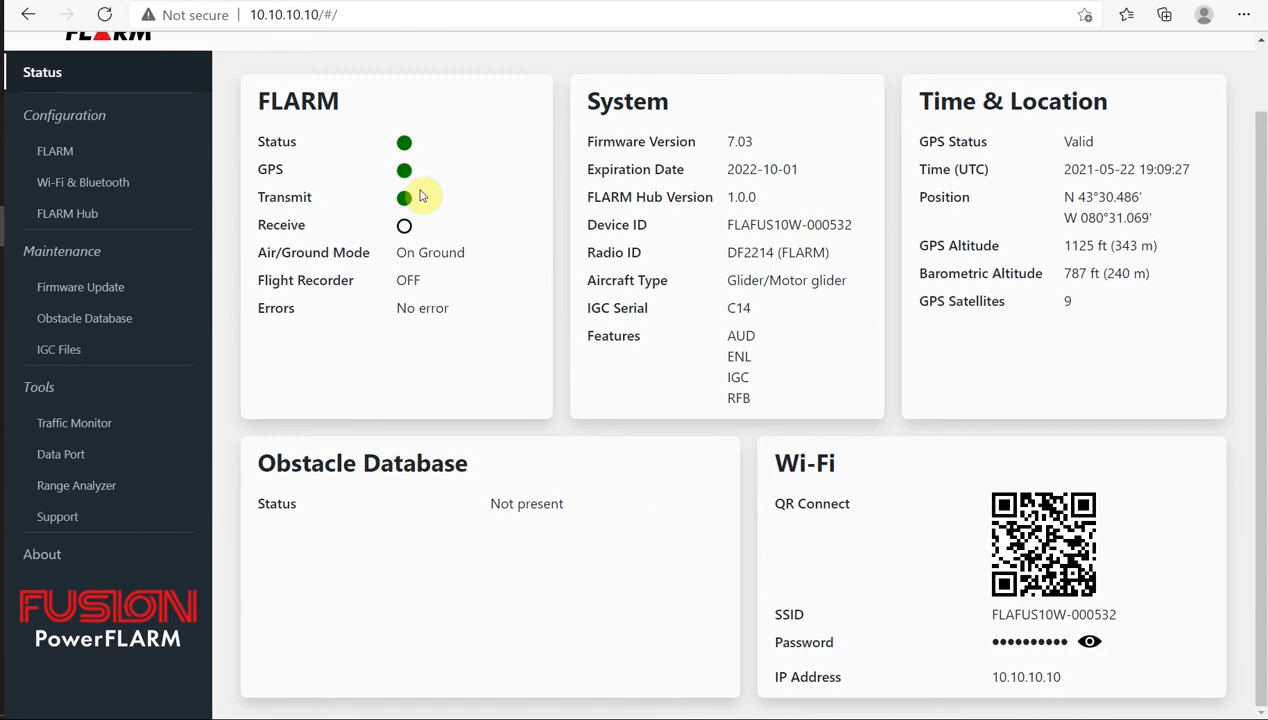 Not secure
10.10.10.10/#/
FLARM
Status
Configuration
FLARM
Wi-Fi & Bluetooth
FLARM Hub
Maintenance
Firmware Update
Obstacle Database
IGC Files
Tools
Traffic Monitor
Data Port
Range Analyzer
Support
About
FUSION
PowerFLARM
FLARM
Status
GPS
Transmit
Receive
Air/Ground Mode On Ground
Flight Recorder OFF
Errors No error
System
Firmware Version 7.03
Expiration Date 2022-10-01
FLARM Hub Version 1.0.0
Device ID FLAFUS10W-000532
Radio ID DF2214 (FLARM)
Aircraft Type Glider/Motor glider
IGC Serial C14
Features AUD
ENL
IGC
RFB
Time & Location
GPS Status Valid
Time (UTC) 2021-05-22 19:09:27
Position N 43°30.486'
W 080°31.069'
GPS Altitude 1125 ft (343 m)
Barometric Altitude 787 ft (240 m)
GPS Satellites 9
Obstacle Database
Status Not present
Wi-Fi
QR Connect
SSID FLAFUS10W-000532
Password ••••••••••
IP Address 10.10.10.10